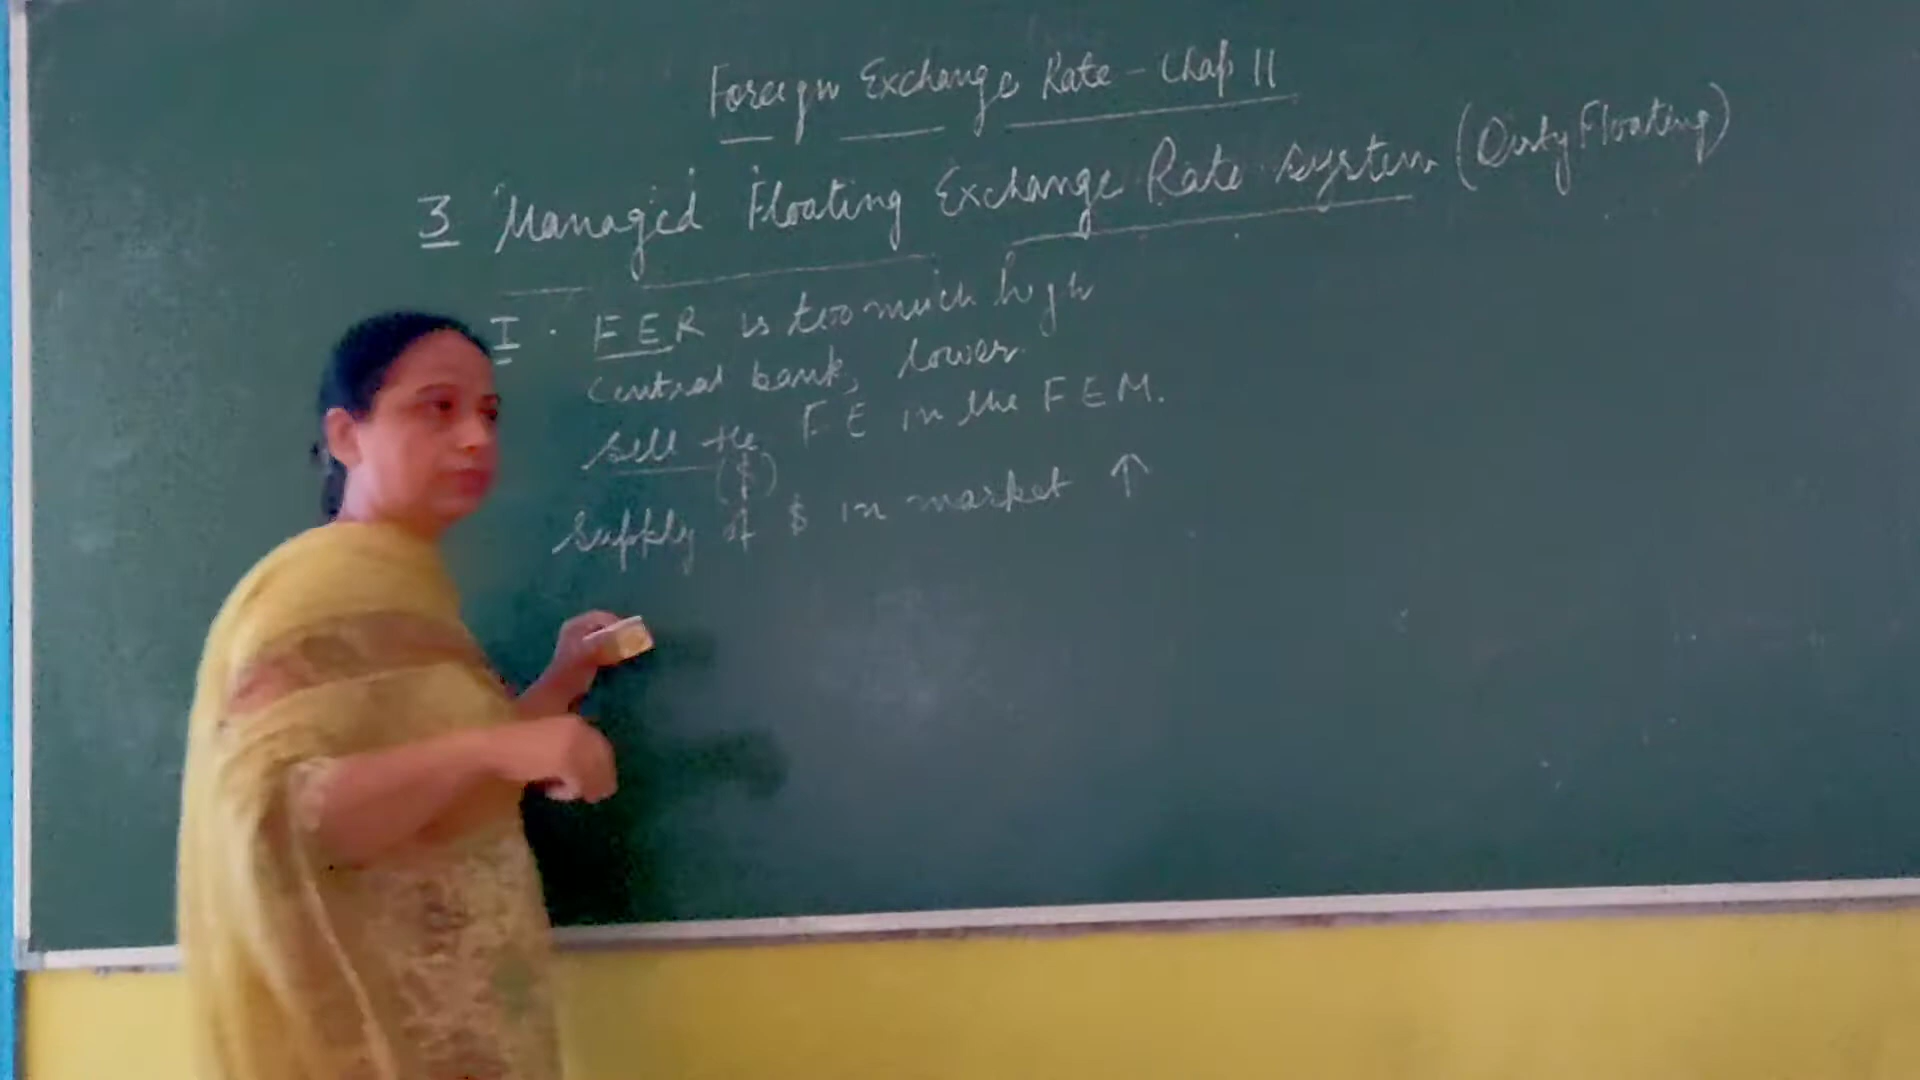 Foreign Exchange Rate - Chap 11
3 Managed Floating Exchange Rate system (Dirty Floating)
I. FER is too much high
Central bank, lower
sell the FE in the FEM.
($)
Supply of $ in market ↑